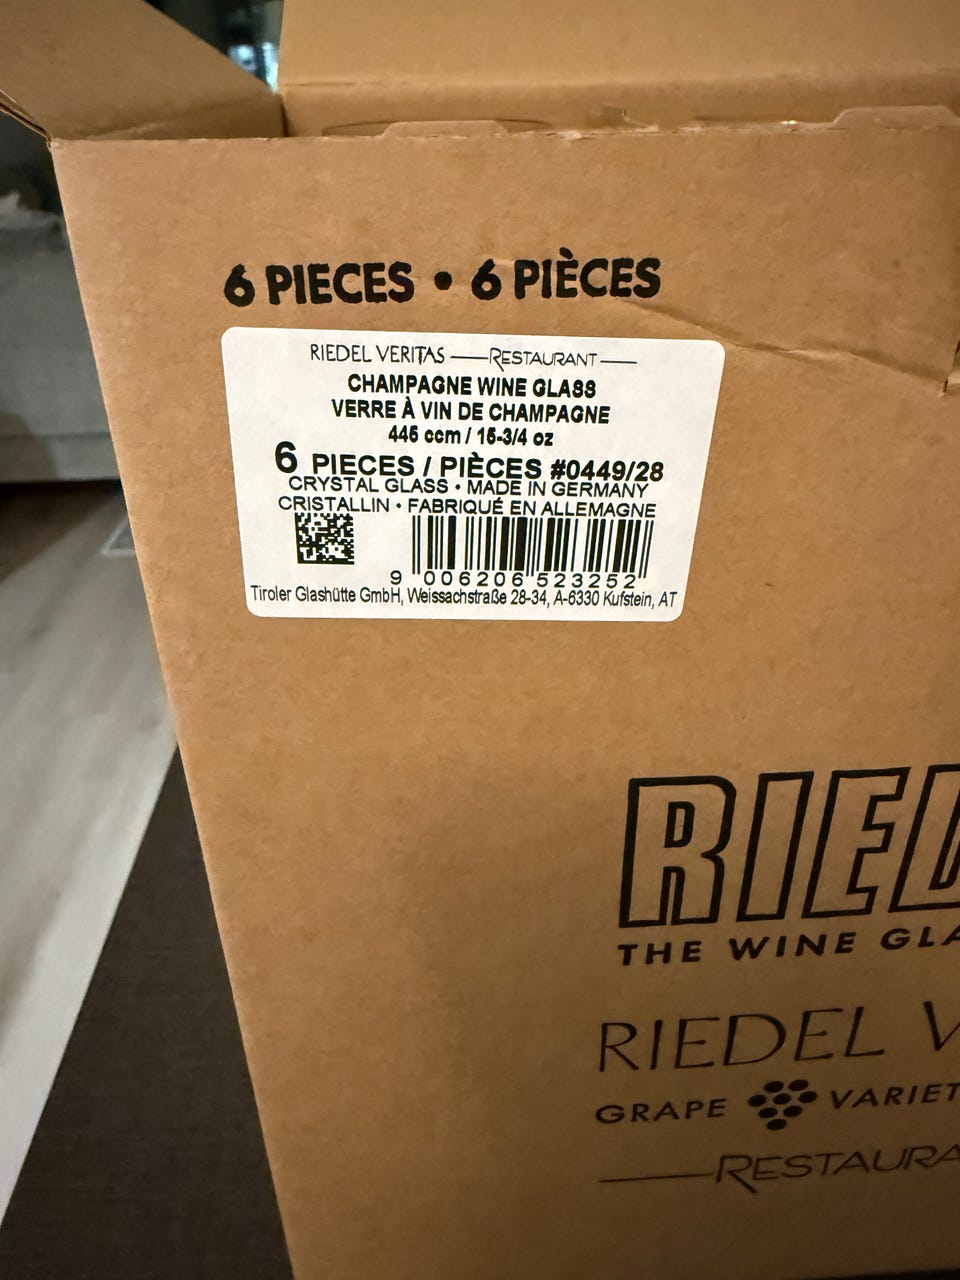 6 PIECES • 6 PIÈCES
RIEDEL VERITAS RESTAURANT
CHAMPAGNE WINE GLASS
VERRE À VIN DE CHAMPAGNE
445 ccm / 15-3/4 oz
6 PIECES / PIÈCES #0449/28
CRYSTAL GLASS • MADE IN GERMANY
CRISTALLIN • FABRIQUÉ EN ALLEMAGNE
9 006206 523252
Tiroler Glashütte GmbH, Weissachstraße 28-34, A-6330 Kufstein, AT
RIED
THE WINE GLA
RIEDEL V
GRAPE VARIET
RESTAURA